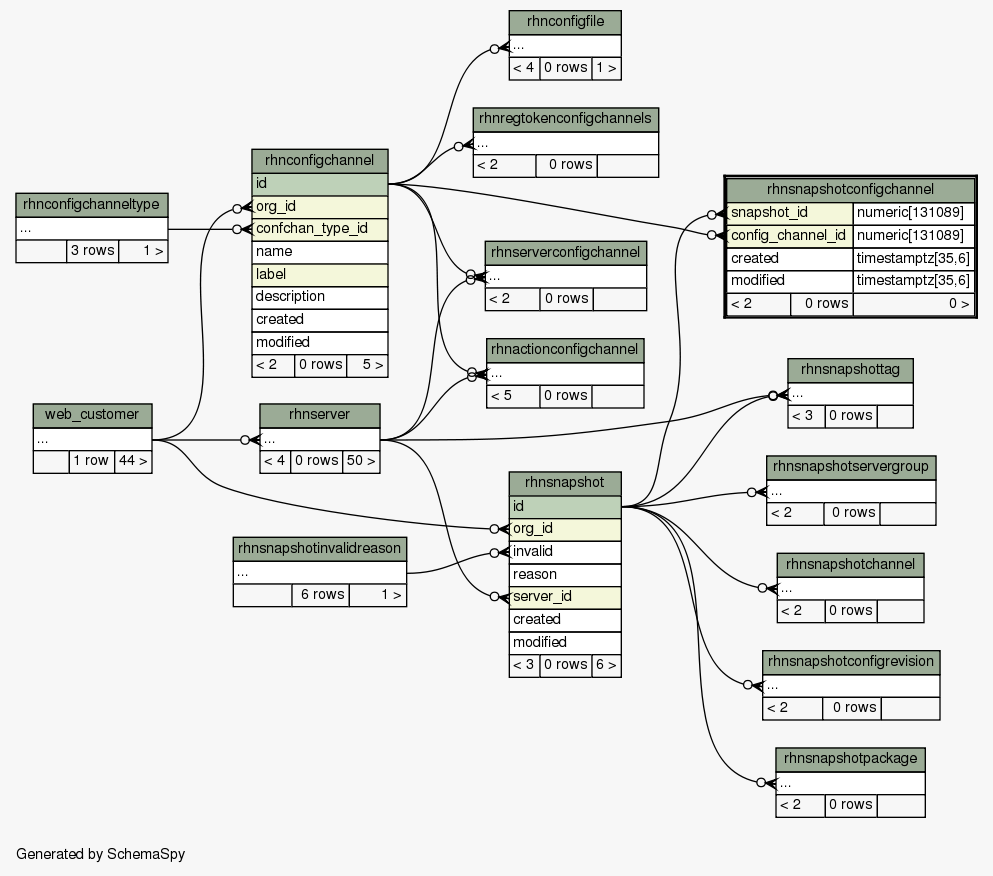 rhnconfigfile
...
< 4 0 rows 1 >
rhnregtokenconfigchannels
...
< 2 0 rows
rhnconfigchannel
id
org_id
confchan_type_id
name
label
description
created
modified
< 2 0 rows 5 >
rhnsnapshotconfigchannel
snapshot_id numeric[131089]
config_channel_id numeric[131089]
created timestamptz[35,6]
modified timestamptz[35,6]
< 2 0 rows 0 >
rhnconfigchanneltype
...
3 rows 1 >
rhnserverconfigchannel
...
< 2 0 rows
rhnactionconfigchannel
...
< 5 0 rows
rhnsnapshottag
...
< 3 0 rows
web_customer
...
1 row 44 >
rhnserver
...
< 4 0 rows 50 >
rhnsnapshotservergroup
...
< 2 0 rows
rhnsnapshot
id
org_id
invalid
reason
server_id
created
modified
< 3 0 rows 6 >
rhnsnapshotinvalidreason
...
6 rows 1 >
rhnsnapshotchannel
...
< 2 0 rows
rhnsnapshotconfigrevision
...
< 2 0 rows
rhnsnapshotpackage
...
< 2 0 rows
Generated by SchemaSpy